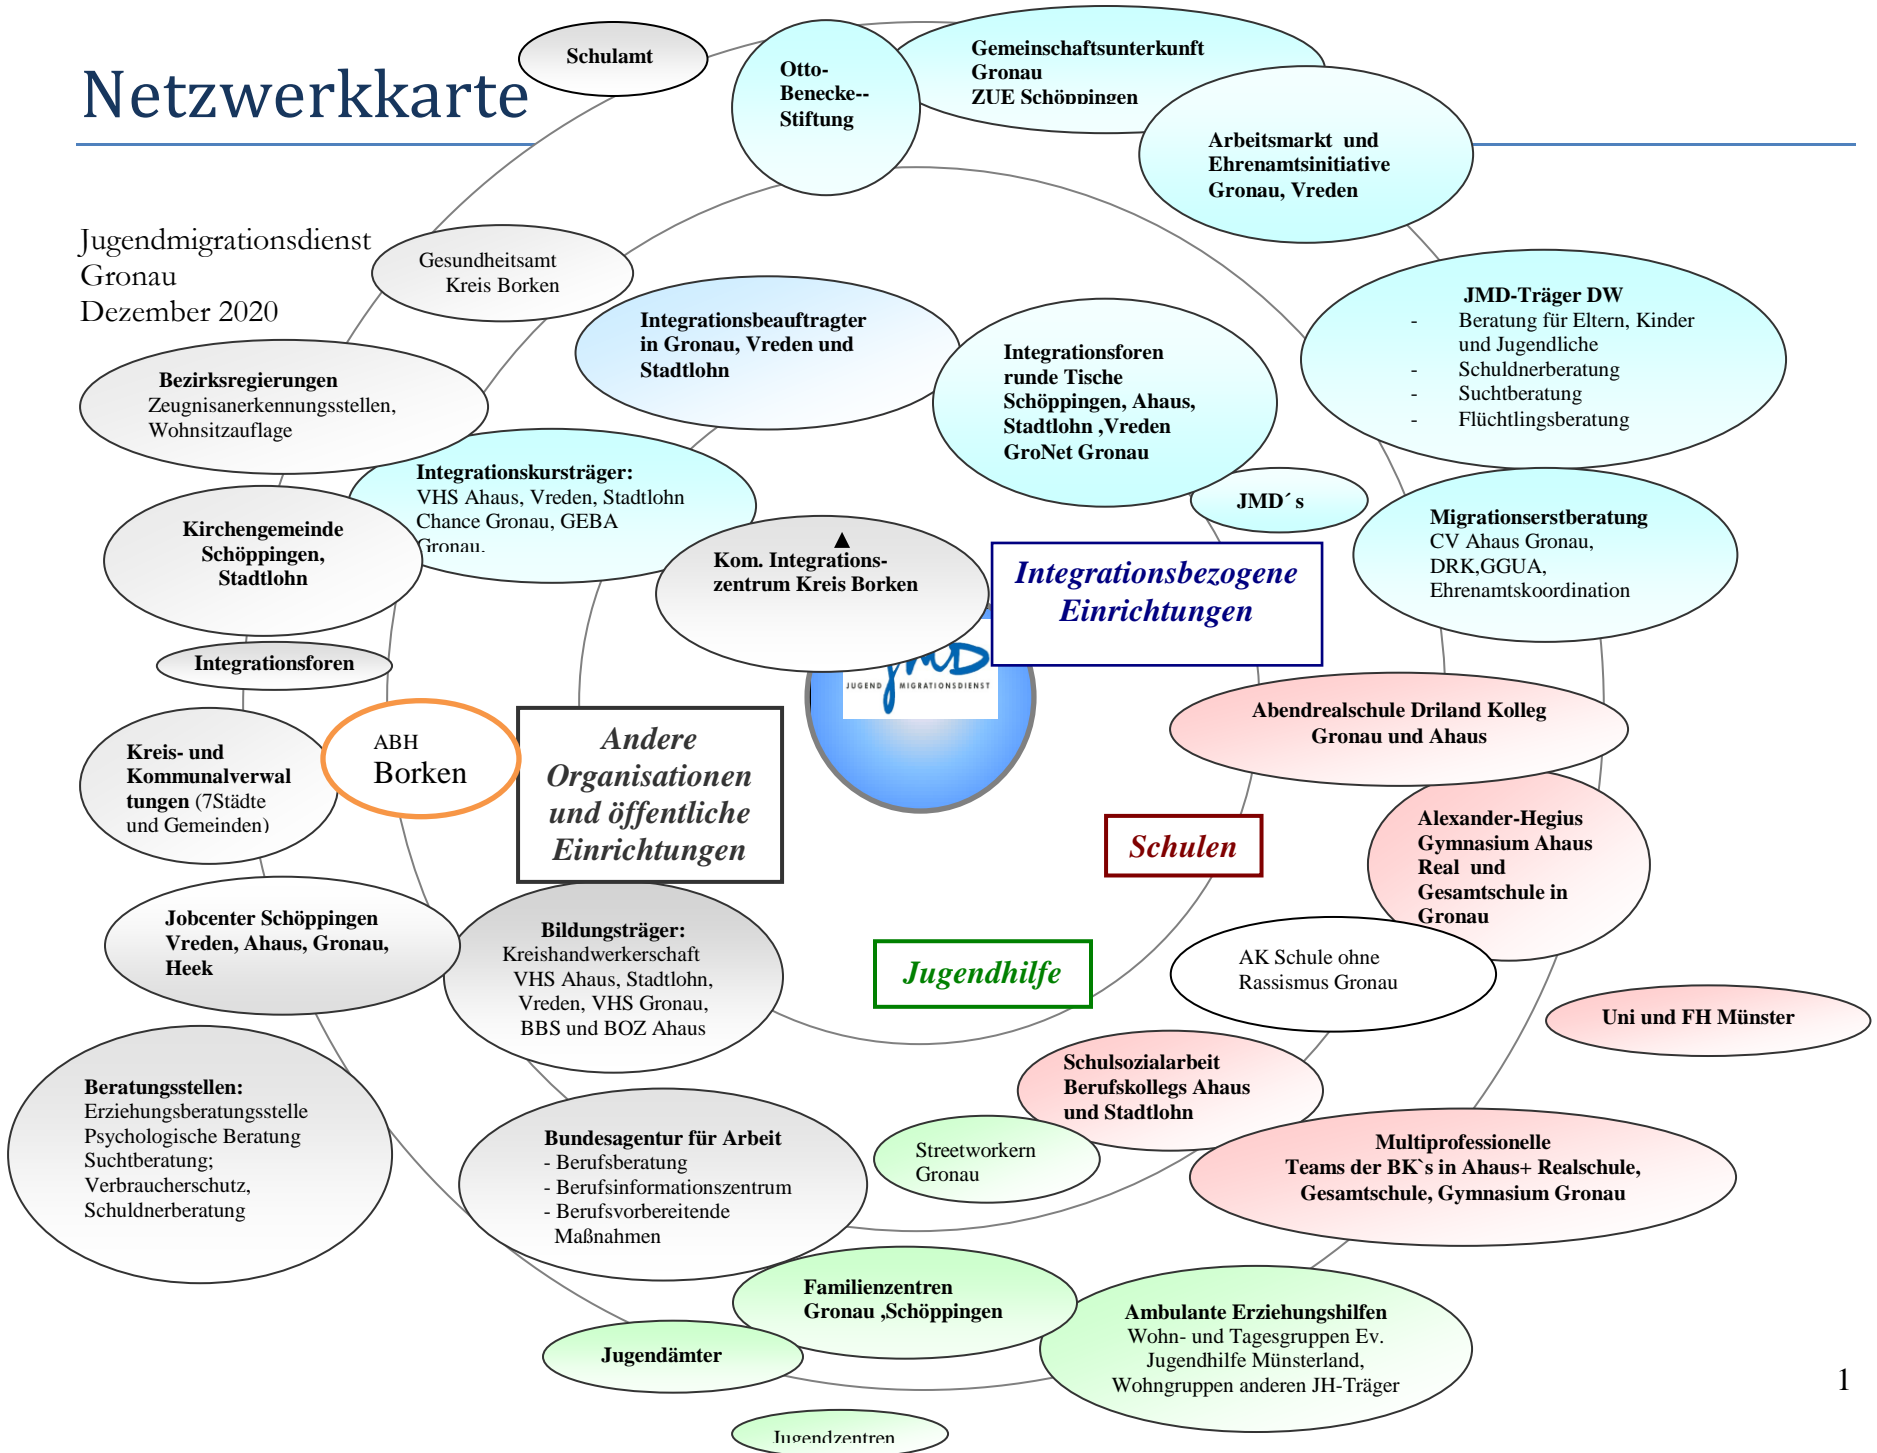 Netzwerkkarte
Jugendmigrationsdienst
Gronau
Dezember 2020
Schulamt
Otto-
Benecke--
Stiftung
Gemeinschaftsunterkunft
Gronau
ZUE Schöppingen
Arbeitsmarkt und
Ehrenamtsinitiative
Gronau, Vreden
Gesundheitsamt
Kreis Borken
Integrationsbeauftragter
in Gronau, Vreden und
Stadtlohn
Integrationsforen
runde Tische
Schöppingen, Ahaus,
Stadtlohn ,Vreden
GroNet Gronau
JMD-Träger DW
- Beratung für Eltern, Kinder
und Jugendliche
- Schuldnerberatung
- Suchtberatung
- Flüchtlingsberatung
Bezirksregierungen
Zeugnisanerkennungsstellen,
Wohnsitzauflage
Integrationskursträger:
VHS Ahaus, Vreden, Stadtlohn
Chance Gronau, GEBA
Gronau.
JMD´s
Migrationserstberatung
CV Ahaus Gronau,
DRK,GGUA,
Ehrenamtskoordination
Kirchengemeinde
Schöppingen,
Stadtlohn
Kom. Integrations-
zentrum Kreis Borken
Integrationsbezogene
Einrichtungen
Integrationsforen
JMD
JUGEND MIGRATIONSDIENST
Kreis- und
Kommunalverwal
tungen (7Städte
und Gemeinden)
ABH
Borken
Andere
Organisationen
und öffentliche
Einrichtungen
Abendrealschule Driland Kolleg
Gronau und Ahaus
Schulen
Alexander-Hegius
Gymnasium Ahaus
Real und
Gesamtschule in
Gronau
Jobcenter Schöppingen
Vreden, Ahaus, Gronau,
Heek
Bildungsträger:
Kreishandwerkerschaft
VHS Ahaus, Stadtlohn,
Vreden, VHS Gronau,
BBS und BOZ Ahaus
Jugendhilfe
AK Schule ohne
Rassismus Gronau
Uni und FH Münster
Beratungsstellen:
Erziehungsberatungsstelle
Psychologische Beratung
Suchtberatung;
Verbraucherschutz,
Schuldnerberatung
Bundesagentur für Arbeit
- Berufsberatung
- Berufsinformationszentrum
- Berufsvorbereitende
Maßnahmen
Schulsozialarbeit
Berufskollegs Ahaus
und Stadtlohn
Streetworkern
Gronau
Multiprofessionelle
Teams der BK`s in Ahaus+ Realschule,
Gesamtschule, Gymnasium Gronau
Familienzentren
Gronau ,Schöppingen
Jugendämter
Ambulante Erziehungshilfen
Wohn- und Tagesgruppen Ev.
Jugendhilfe Münsterland,
Wohngruppen anderen JH-Träger
Jugendzentren
1